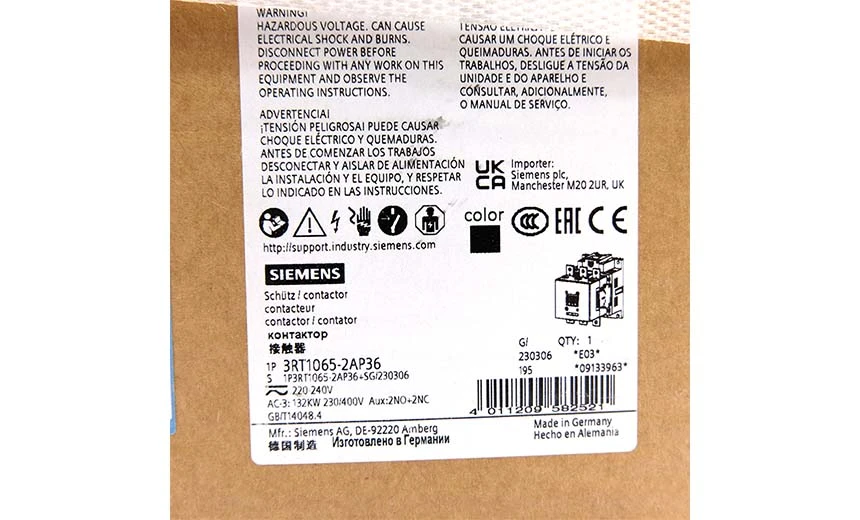 WARNING!
HAZARDOUS VOLTAGE. CAN CAUSE
ELECTRICAL SHOCK AND BURNS.
DISCONNECT POWER BEFORE
PROCEEDING WITH ANY WORK ON THIS
EQUIPMENT AND OBSERVE THE
OPERATING INSTRUCTIONS.
TENSÃO
CAUSAR UM CHOQUE ELÉTRICO E
QUEIMADURAS. ANTES DE INICIAR OS
TRABALHOS, DESLIGUE A TENSÃO DA
UNIDADE E DO APARELHO E
CONSULTAR, ADICIONALMENTE,
O MANUAL DE SERVIÇO.
ADVERTENCIA!
¡TENSIÓN PELIGROSA! PUEDE CAUSAR
CHOQUE ELÉCTRICO Y QUEMADURAS.
ANTES DE COMENZAR LOS TRABAJOS
DESCONECTAR Y AISLAR DE ALIMENTACIÓN
LA INSTALACIÓN Y EL EQUIPO, Y RESPETAR
LO INDICADO EN LAS INSTRUCCIONES.
UK
CA
Importer:
Siemens plc,
Manchester M20 2UR, UK
color
CCC EAC CE
http://support.industry.siemens.com
SIEMENS
Schütz / contactor
contacteur
contactor / contator
контактор
接触器
1P 3RT1065-2AP36
S 1P3RT1065-2AP36+SG/230306
220-240V
AC-3: 132KW 230/400V Aux:2NO+2NC
GB/T14048.4
G/ QTY: 1
230306 *E03*
195 *09133963*
4 011209 582521
Mfr.: Siemens AG, DE-92220 Amberg
德国制造 Изготовлено в Германии
Made in Germany
Hecho en Alemania